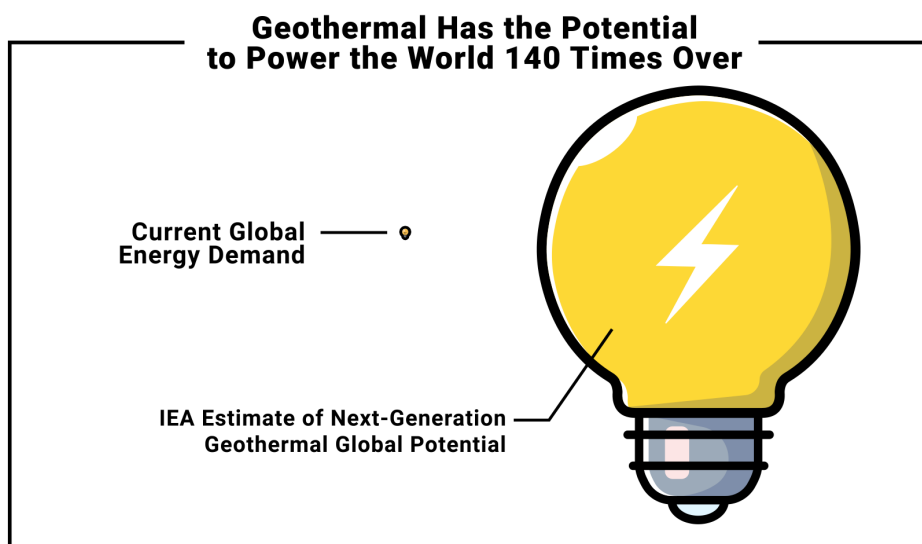 Geothermal Has the Potential
to Power the World 140 Times Over
Current Global
Energy Demand
IEA Estimate of Next-Generation
Geothermal Global Potential